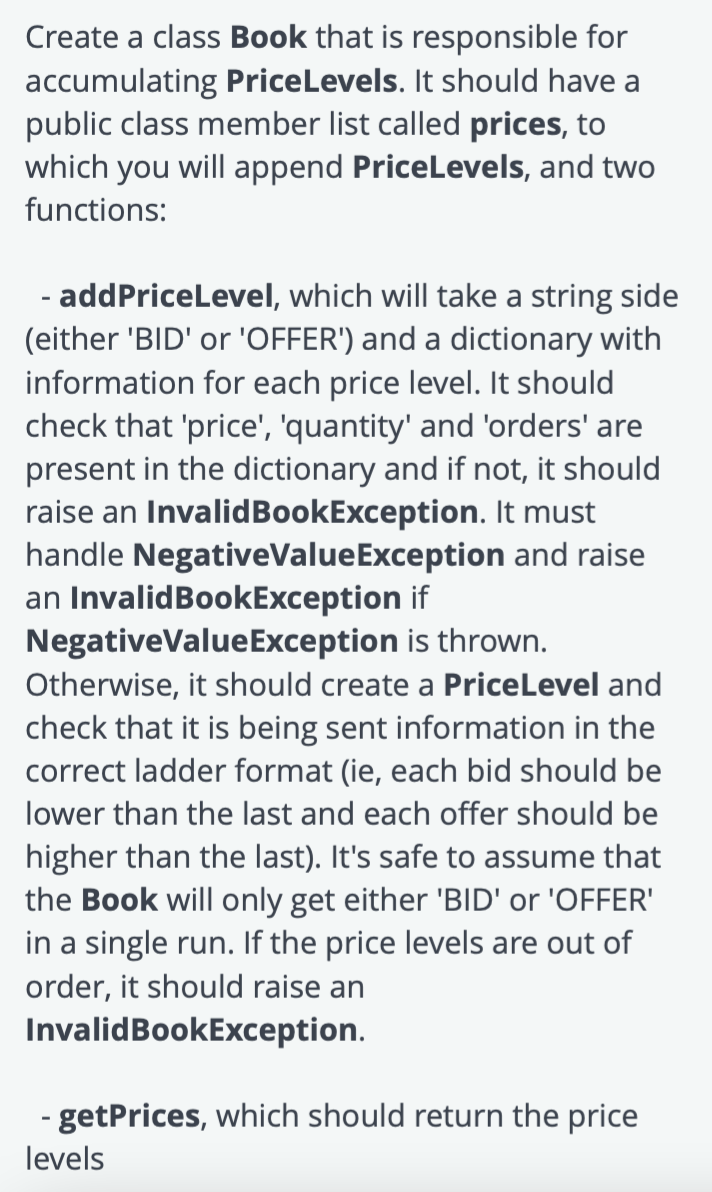 Create a class Book that is responsible for
accumulating PriceLevels. It should have a
public class member list called prices, to
which you will append PriceLevels, and two
functions:
- addPriceLevel, which will take a string side
(either 'BID' or 'OFFER') and a dictionary with
information for each price level. It should
check that 'price', 'quantity' and 'orders' are
present in the dictionary and if not, it should
raise an InvalidBookException. It must
handle NegativeValueException and raise
an InvalidBookException if
NegativeValueException is thrown.
Otherwise, it should create a PriceLevel and
check that it is being sent information in the
correct ladder format (ie, each bid should be
lower than the last and each offer should be
higher than the last). It's safe to assume that
the Book will only get either 'BID' or 'OFFER'
in a single run. If the price levels are out of
order, it should raise an
InvalidBookException.
- getPrices, which should return the price
levels